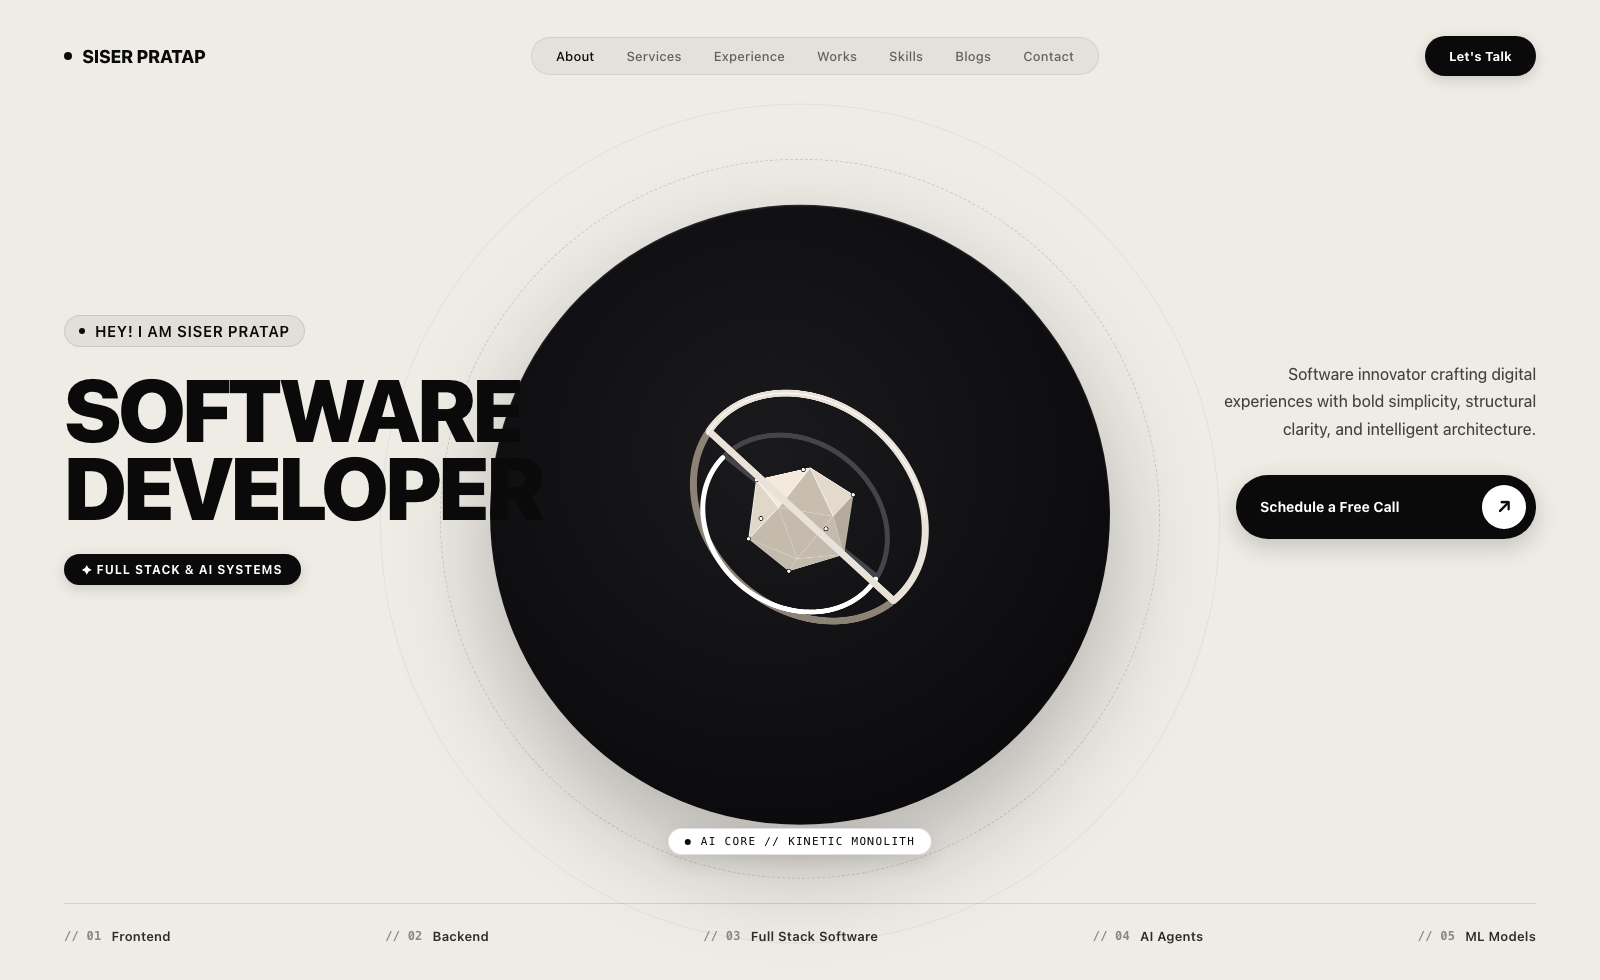 SISER PRATAP
About Services Experience Works Skills Blogs Contact
Let's Talk
HEY! I AM SISER PRATAP
SOFTWARE
DEVELOPER
FULL STACK & AI SYSTEMS
Software innovator crafting digital
experiences with bold simplicity, structural
clarity, and intelligent architecture.
Schedule a Free Call
AI CORE // KINETIC MONOLITH
// 01 Frontend
// 02 Backend
// 03 Full Stack Software
// 04 AI Agents
// 05 ML Models